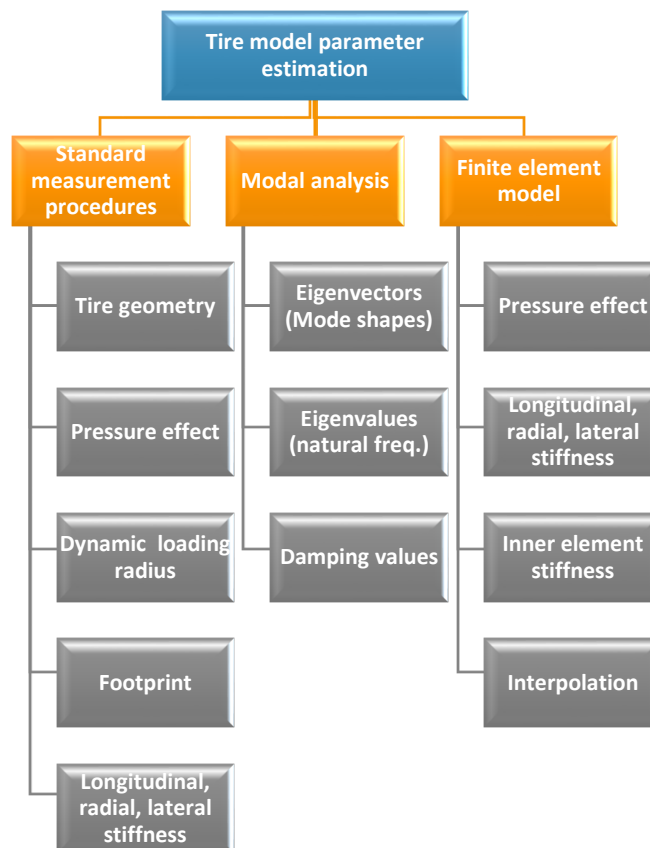 Tire model parameter
estimation
Standard
measurement
procedures
Tire geometry
Pressure effect
Dynamic loading
radius
Footprint
Longitudinal,
radial, lateral
stiffness
Modal analysis
Eigenvectors
(Mode shapes)
Eigenvalues
(natural freq.)
Damping values
Finite element
model
Pressure effect
Longitudinal,
radial, lateral
stiffness
Inner element
stiffness
Interpolation